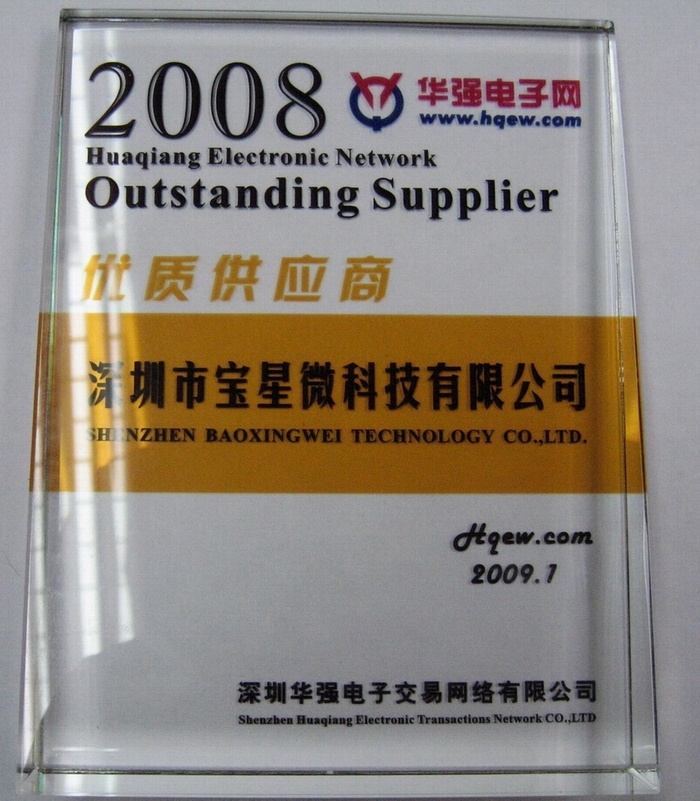 2008
华强电子网
www.hqew.com
Huaqiang Electronic Network
Outstanding Supplier
优质供应商
深圳市宝星微科技有限公司
SHENZHEN BAOXINGWEI TECHNOLOGY CO.,LTD.
Hqew.com
2009.1
深圳华强电子交易网络有限公司
Shenzhen Huaqiang Electronic Transactions Network CO.,LTD